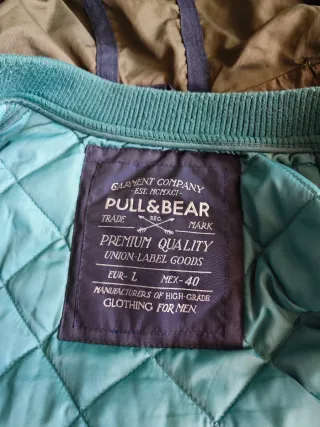 GARMENT COMPANY
-EST. MCMXCI-
PULL&BEAR
TRADE REG. MARK
PREMIUM QUALITY
UNION-LABEL GOODS
EUR- L MEX- 40
MANUFACTURERS OF HIGH-GRADE
CLOTHING FOR MEN.